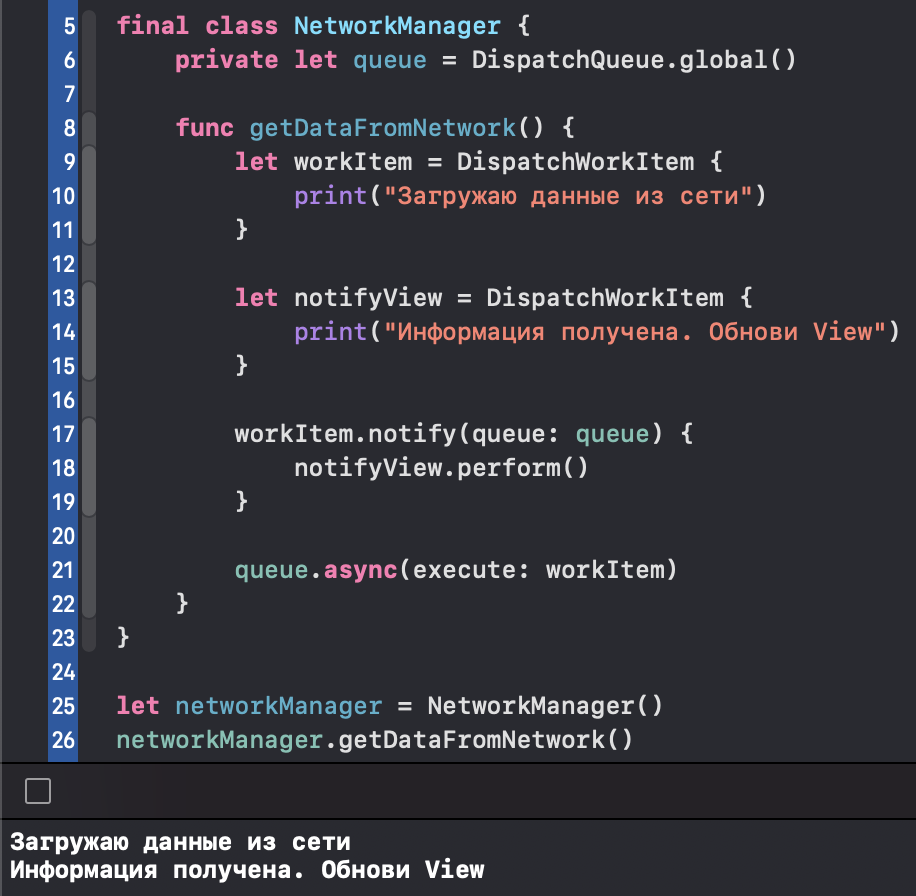 5 final class NetworkManager {
6 private let queue = DispatchQueue.global()
7
8 func getDataFromNetwork() {
9 let workItem = DispatchWorkItem {
10 print("Загружаю данные из сети")
11 }
12
13 let notifyView = DispatchWorkItem {
14 print("Информация получена. Обнови View")
15 }
16
17 workItem.notify(queue: queue) {
18 notifyView.perform()
19 }
20
21 queue.async(execute: workItem)
22 }
23 }
24
25 let networkManager = NetworkManager()
26 networkManager.getDataFromNetwork()
Загружаю данные из сети
Информация получена. Обнови View